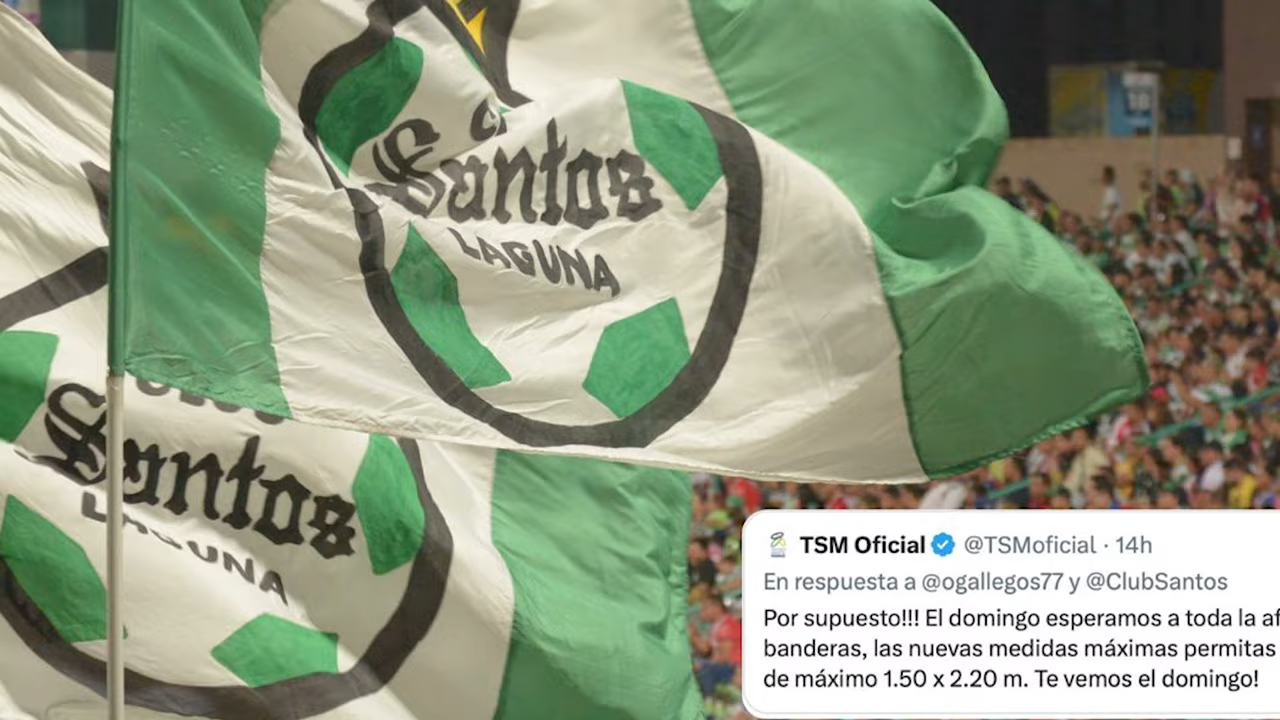 Santos
LAGUNA
Santos
LAGUNA
TSM Oficial @TSMoficial · 14h
En respuesta a @ogallegos77 y @ClubSantos
Por supuesto!!! El domingo esperamos a toda la af
banderas, las nuevas medidas máximas permitas
de máximo 1.50 x 2.20 m. Te vemos el domingo!